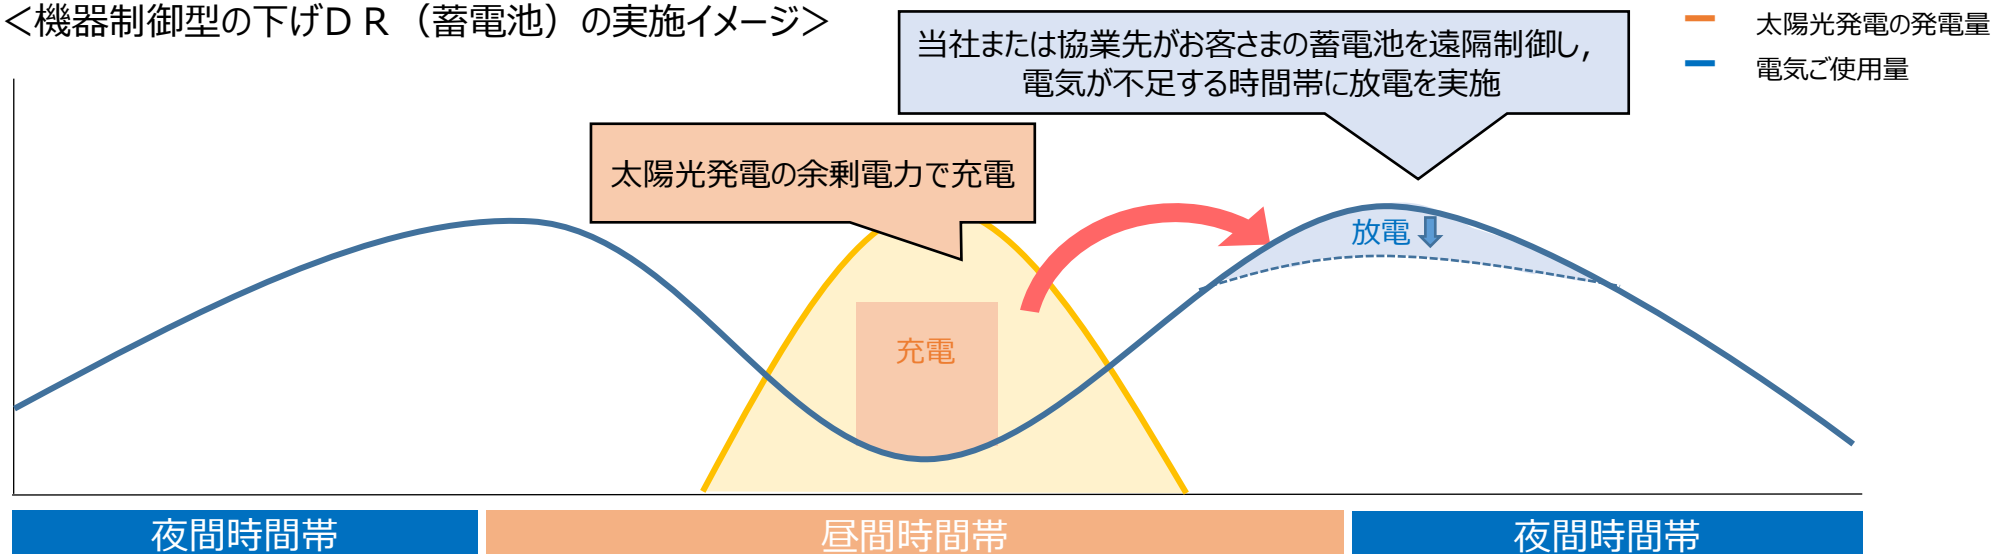 ＜機器制御型の下げＤＲ（蓄電池）の実施イメージ＞
太陽光発電の発電量
電気ご使用量
当社または協業先がお客さまの蓄電池を遠隔制御し，
電気が不足する時間帯に放電を実施
太陽光発電の余剰電力で充電
放電
充電
夜間時間帯
昼間時間帯
夜間時間帯